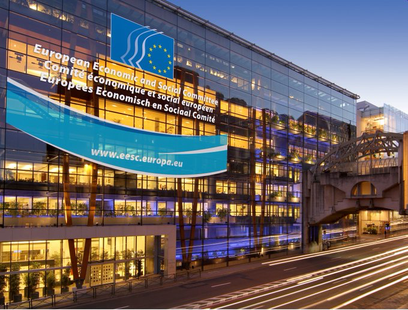 European Economic and Social Committee
Comité économique et social européen
Europees Economisch en Sociaal Comité
www.eesc.europa.eu